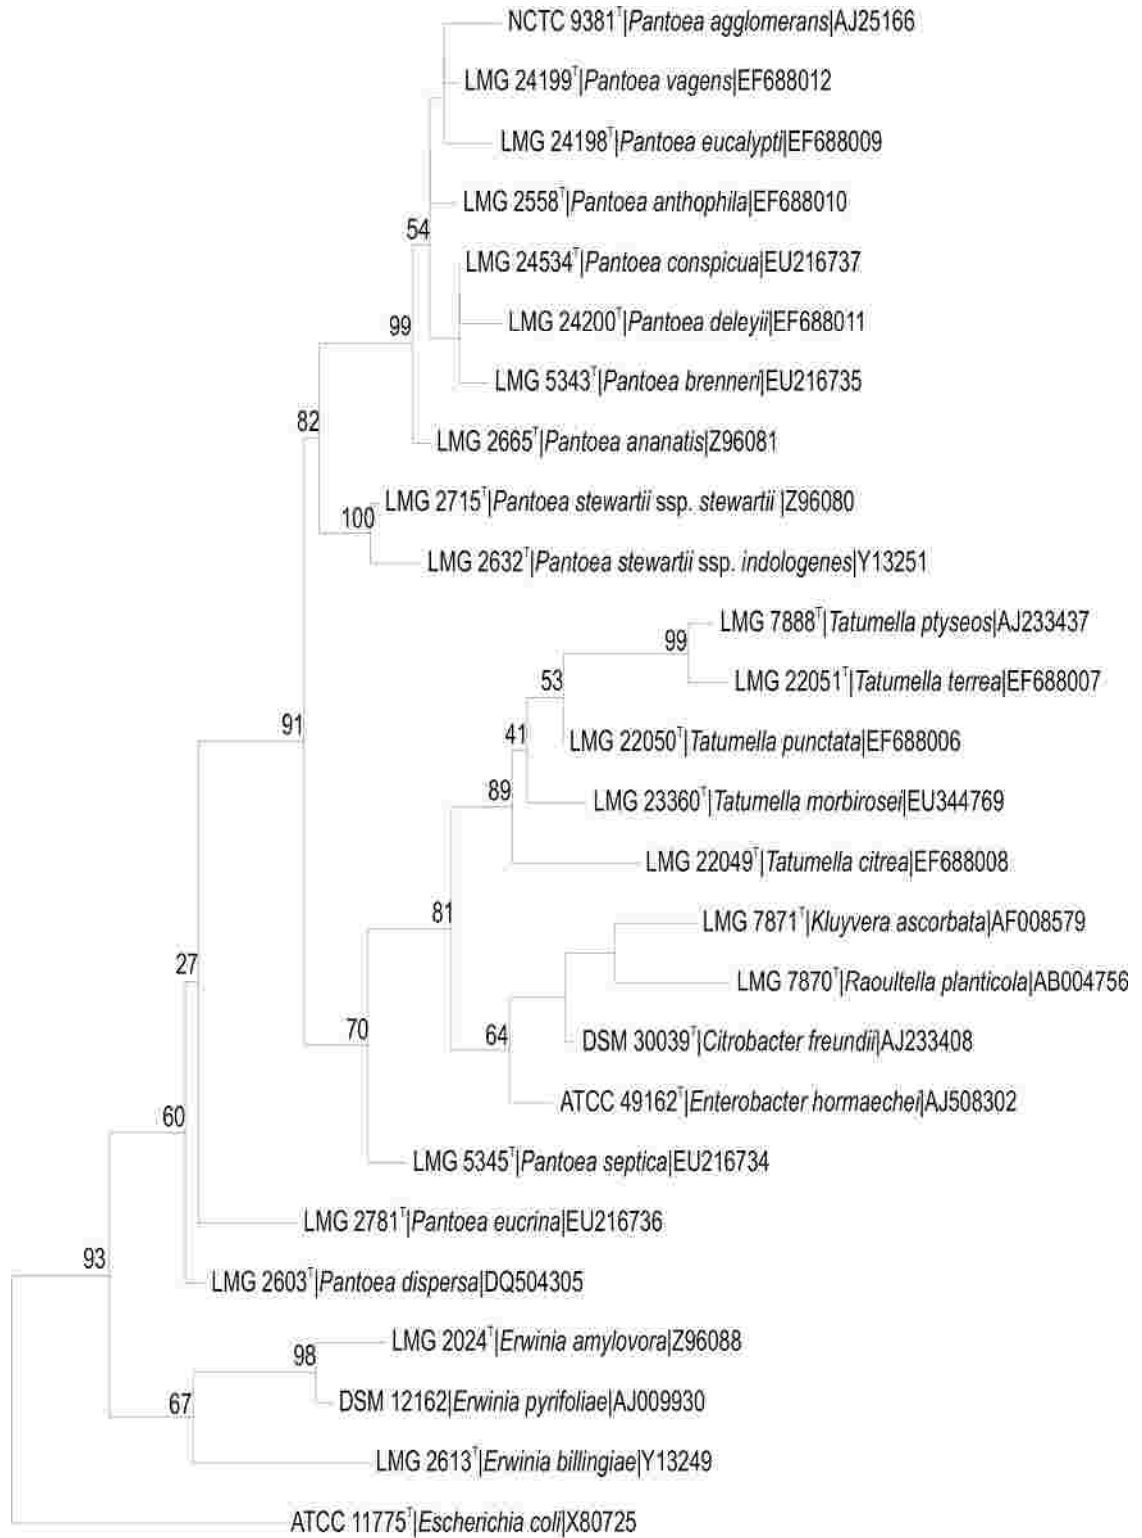 NCTC 9381ᵀ|Pantoea agglomerans|AJ25166
LMG 24199ᵀ|Pantoea vagens|EF688012
LMG 24198ᵀ|Pantoea eucalypti|EF688009
LMG 2558ᵀ|Pantoea anthophila|EF688010
54
LMG 24534ᵀ|Pantoea conspicua|EU216737
LMG 24200ᵀ|Pantoea deleyii|EF688011
99
LMG 5343ᵀ|Pantoea brenneri|EU216735
82
LMG 2665ᵀ|Pantoea ananatis|Z96081
LMG 2715ᵀ|Pantoea stewartii ssp. stewartii |Z96080
100
LMG 2632ᵀ|Pantoea stewartii ssp. indologenes|Y13251
LMG 7888ᵀ|Tatumella ptyseos|AJ233437
99
LMG 22051ᵀ|Tatumella terrea|EF688007
53
91
41
LMG 22050ᵀ|Tatumella punctata|EF688006
89
LMG 23360ᵀ|Tatumella morbirosei|EU344769
LMG 22049ᵀ|Tatumella citrea|EF688008
81
LMG 7871ᵀ|Kluyvera ascorbata|AF008579
27
LMG 7870ᵀ|Raoultella planticola|AB004756
70
64
DSM 30039ᵀ|Citrobacter freundii|AJ233408
ATCC 49162ᵀ|Enterobacter hormaechei|AJ508302
60
LMG 5345ᵀ|Pantoea septica|EU216734
LMG 2781ᵀ|Pantoea eucrina|EU216736
93
LMG 2603ᵀ|Pantoea dispersa|DQ504305
LMG 2024ᵀ|Erwinia amylovora|Z96088
98
DSM 12162|Erwinia pyrifoliae|AJ009930
67
LMG 2613ᵀ|Erwinia billingiae|Y13249
ATCC 11775ᵀ|Escherichia coli|X80725